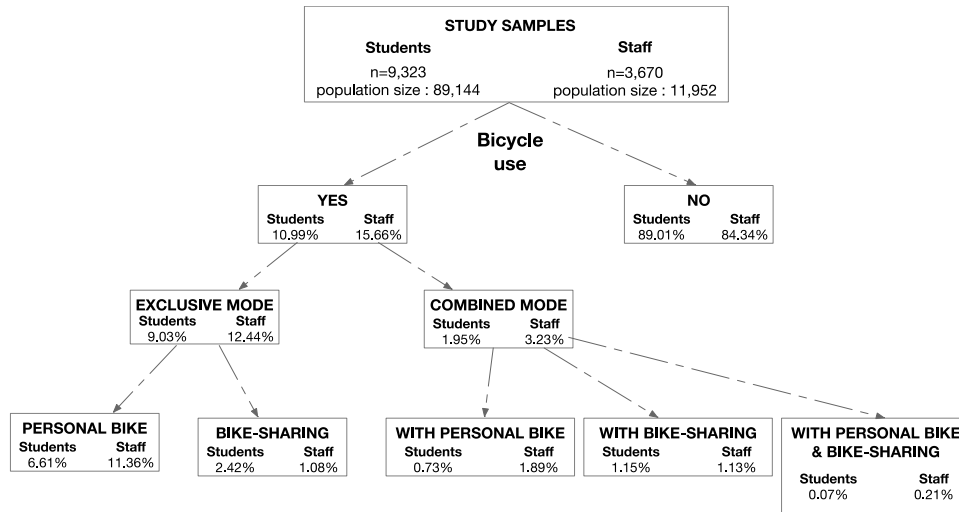 STUDY SAMPLES
Students Staff
n=9,323 n=3,670
population size : 89,144 population size : 11,952
Bicycle
use
YES
Students Staff
10.99% 15.66%
NO
Students Staff
89.01% 84.34%
EXCLUSIVE MODE
Students Staff
9.03% 12.44%
COMBINED MODE
Students Staff
1.95% 3.23%
PERSONAL BIKE
Students Staff
6.61% 11.36%
BIKE-SHARING
Students Staff
2.42% 1.08%
WITH PERSONAL BIKE
Students Staff
0.73% 1.89%
WITH BIKE-SHARING
Students Staff
1.15% 1.13%
WITH PERSONAL BIKE
& BIKE-SHARING
Students Staff
0.07% 0.21%